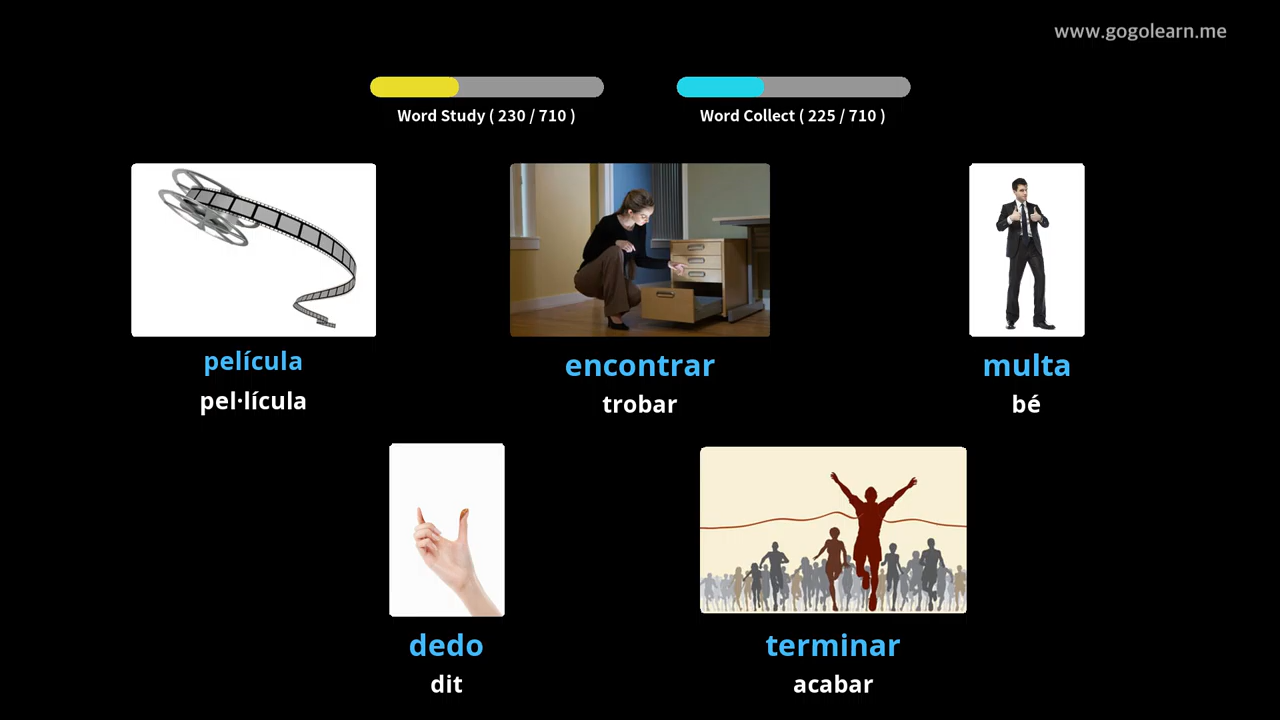 www.gogolearn.me
Word Study ( 230 / 710 )
Word Collect ( 225 / 710 )
película
pel·lícula
encontrar
trobar
multa
bé
dedo
dit
terminar
acabar